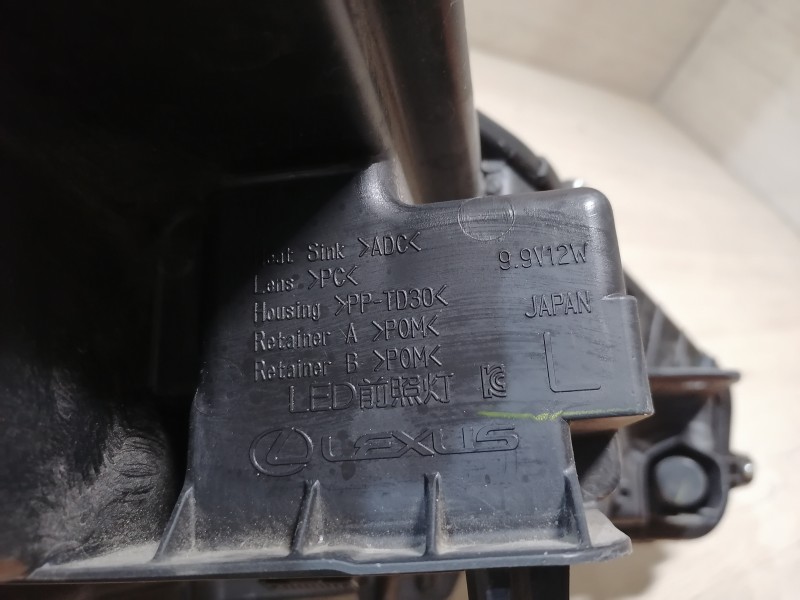 Heat Sink >ADC<
Lens >PC<
Housing >PP-TD30<
Retainer A >POM<
Retainer B >POM<
LED前照灯
LEXUS
9.9V12W
JAPAN
L